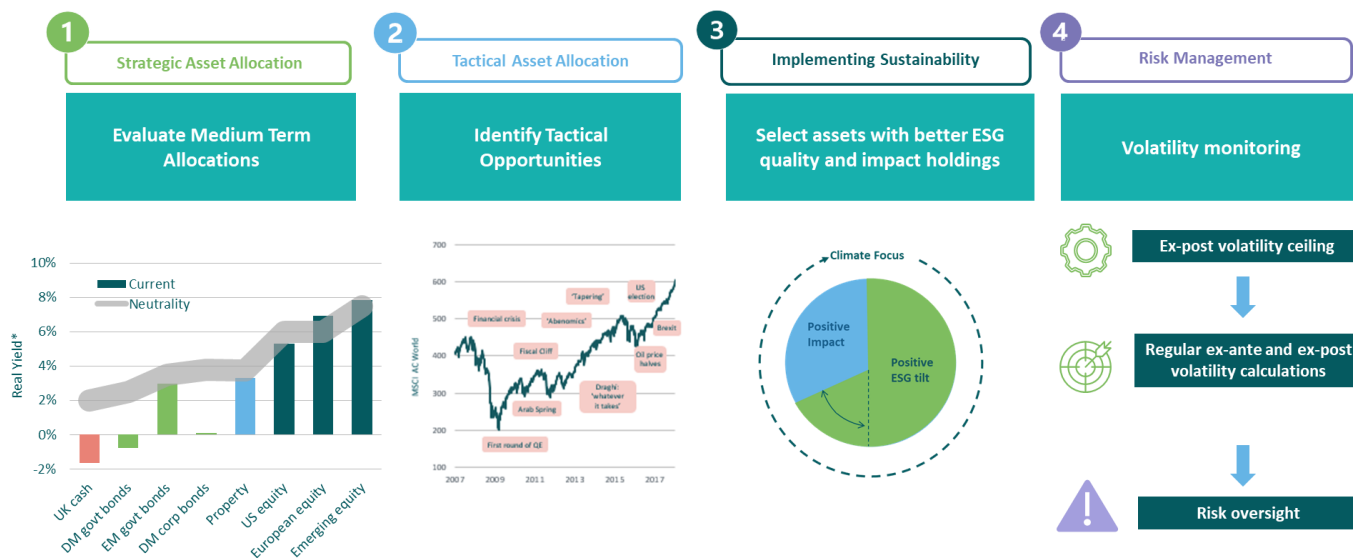 1
Strategic Asset Allocation
Evaluate Medium Term
Allocations
10%
8%
6%
4%
2%
0%
-2%
Real Yield*
Current
Neutrality
UK cash
DM govt bonds
EM govt bonds
DM corp bonds
Property
US equity
European equity
Emerging equity
2
Tactical Asset Allocation
Identify Tactical
Opportunities
700
600
500
400
300
200
100
MSCI AC World
Financial crisis
'Tapering'
US
election
'Abenomics'
Brexit
Fiscal Cliff
Oil price
halves
Draghi:
'whatever
it takes'
Arab Spring
First round of QE
2007
2009
2011
2013
2015
2017
3
Implementing Sustainability
Select assets with better ESG
quality and impact holdings
Climate Focus
Positive
Impact
Positive
ESG tilt
4
Risk Management
Volatility monitoring
Ex-post volatility ceiling
Regular ex-ante and ex-post
volatility calculations
Risk oversight